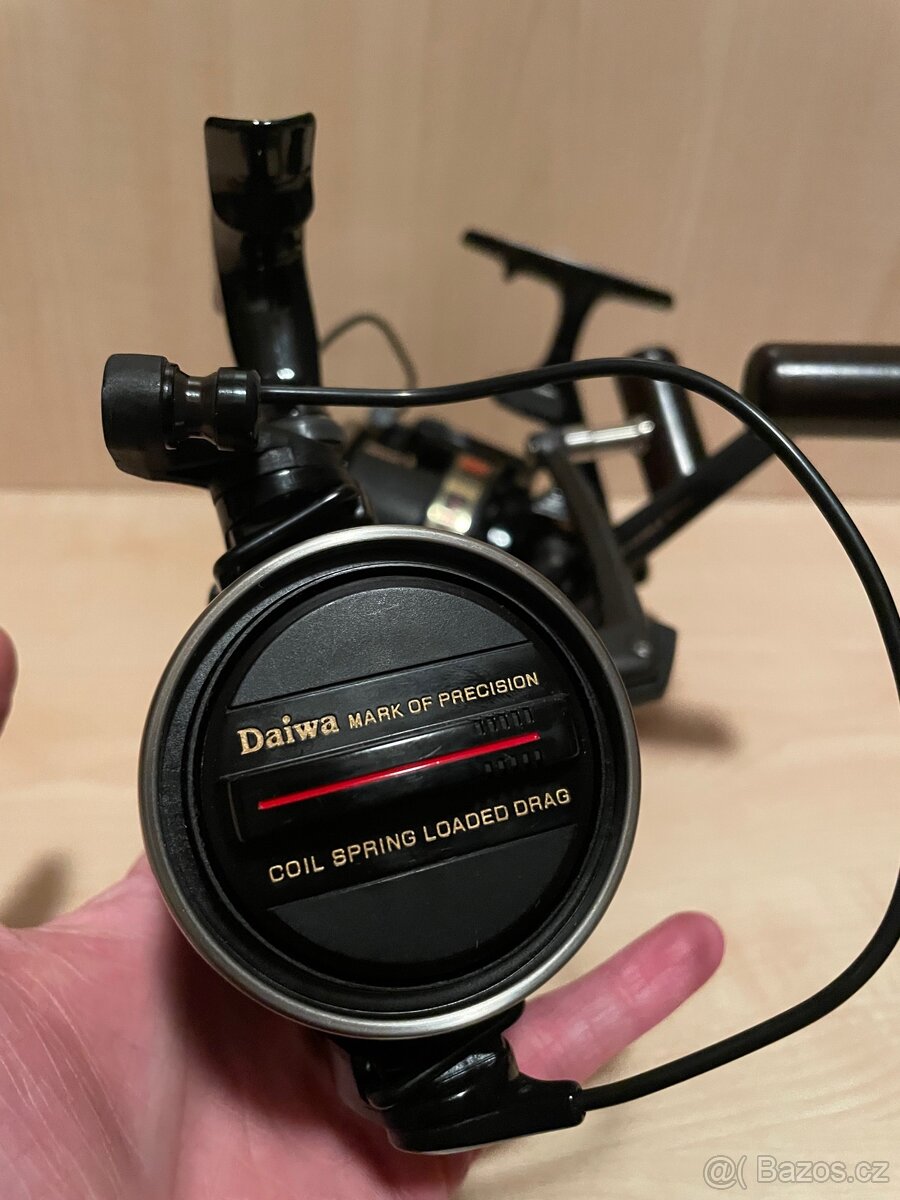 Daiwa MARK OF PRECISION
COIL SPRING LOADED DRAG
@( Bazos.cz